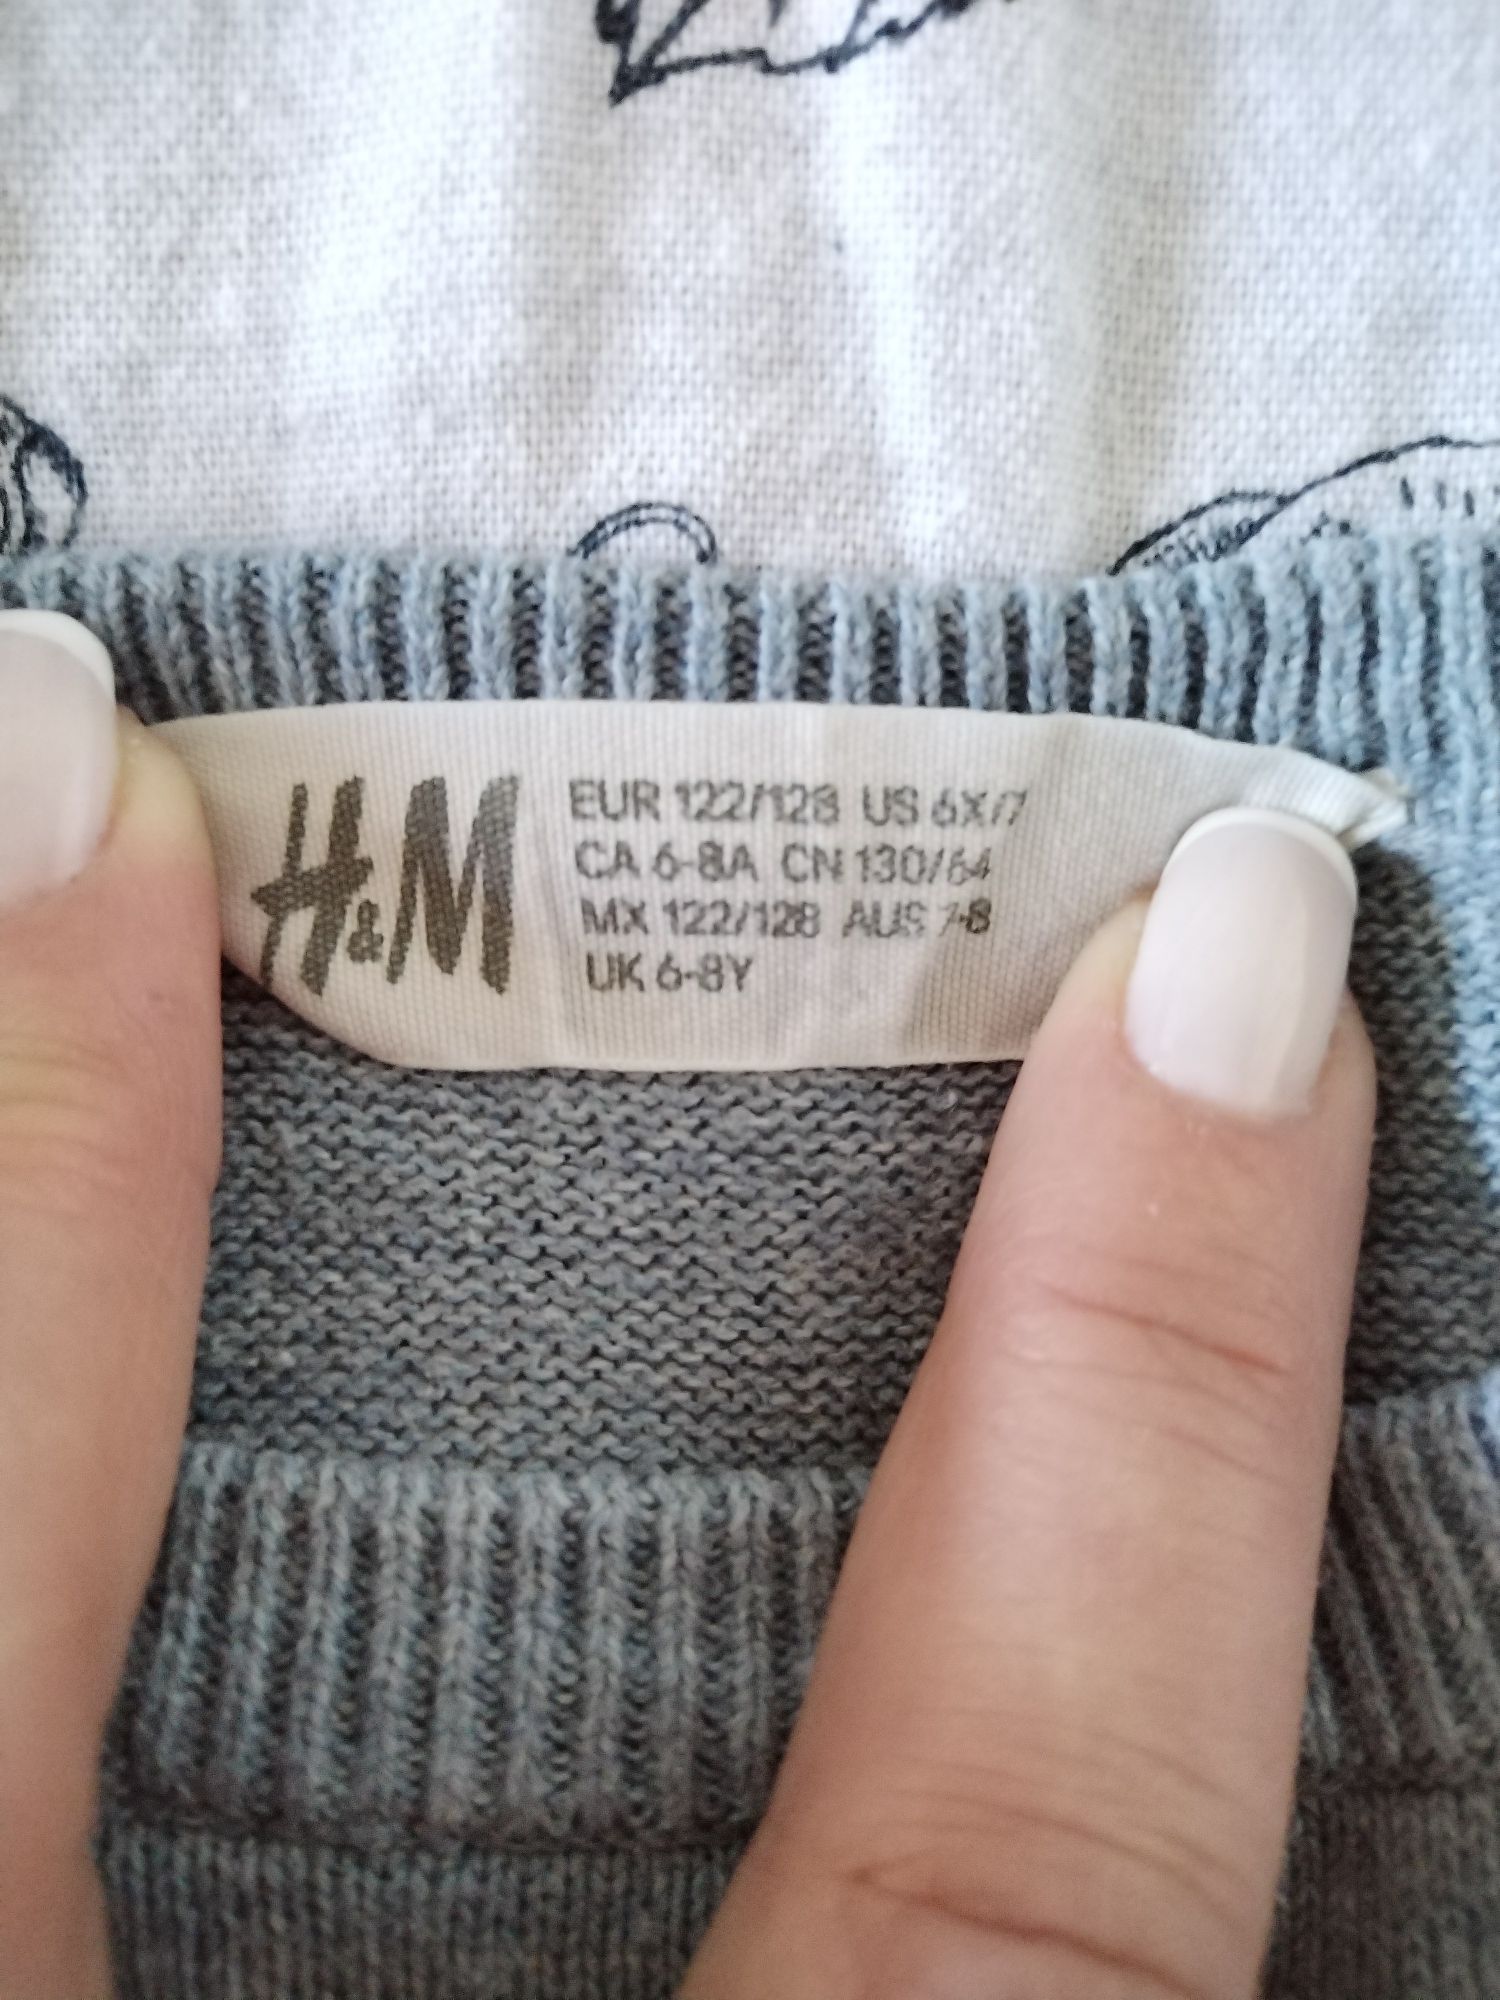 H&M
EUR 122/128 US 6X/7
CA 6-8A CN 130/64
MX 122/128 AUS 7-8
UK 6-8Y